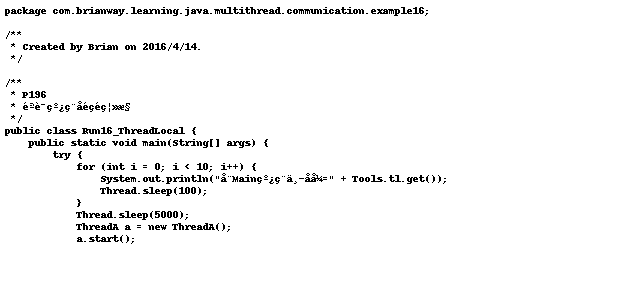 package com.brianway.learning.java.multithread.communication.example16;
/**
 * Created by Brian on 2016/4/14.
 */
/**
 * P196
 * éªè¯çº¿ç¨åéçéç¦»æ§
 */
public class Run16_ThreadLocal {
    public static void main(String[] args) {
        try {
            for (int i = 0; i < 10; i++) {
                System.out.println("å¨Mainçº¿ç¨ä¸­åå¼=" + Tools.tl.get());
                Thread.sleep(100);
            }
            Thread.sleep(5000);
            ThreadA a = new ThreadA();
            a.start();